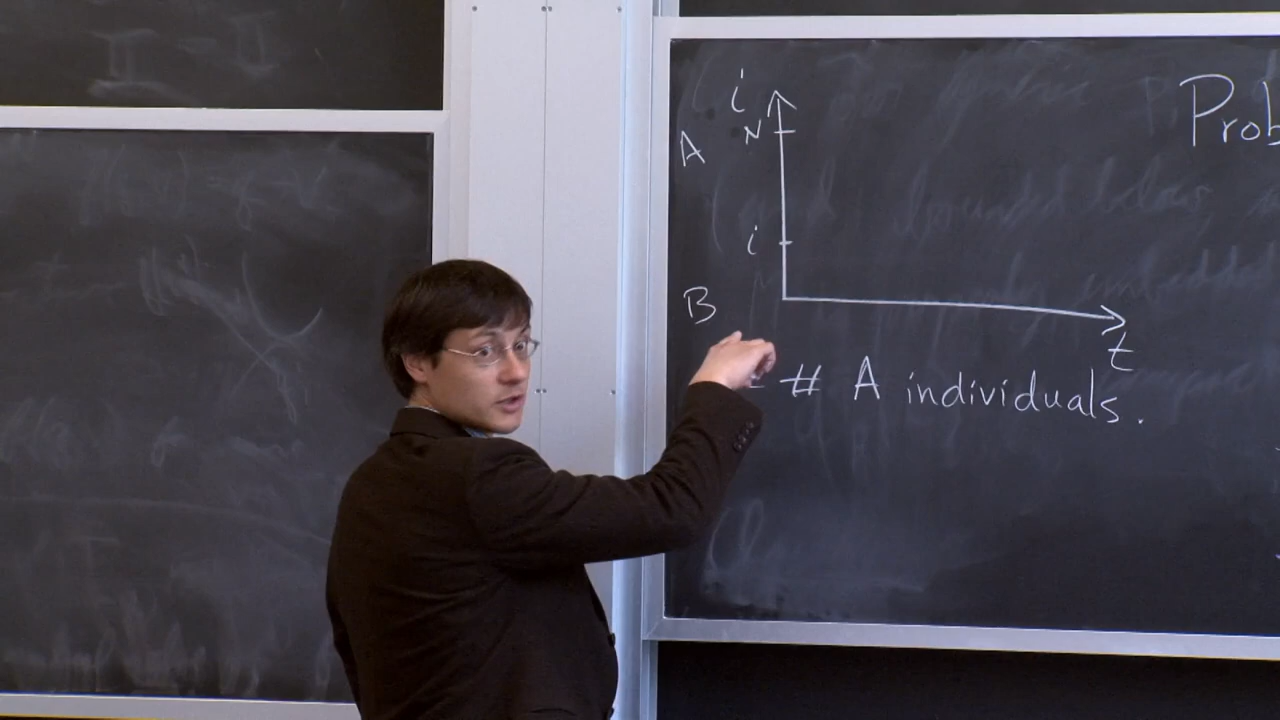 i
N
A
i
B
t
= # A individuals.
Prob